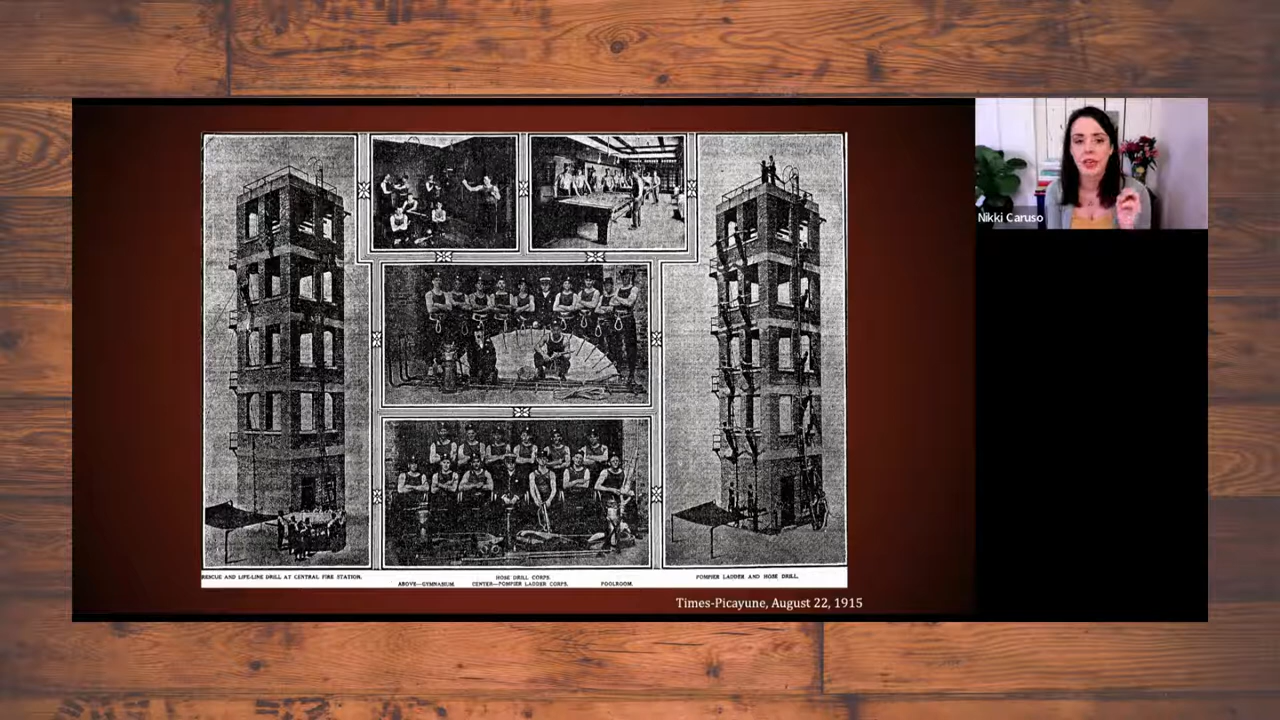 Nikki Caruso
RESCUE AND LIFE-LINE DRILL AT CENTRAL FIRE STATION.
HOSE DRILL CORPS.
ABOVE—GYMNASIUM. CENTER—POMPIER LADDER CORPS. POOLROOM.
POMPIER LADDER AND HOSE DRILL.
Times-Picayune, August 22, 1915